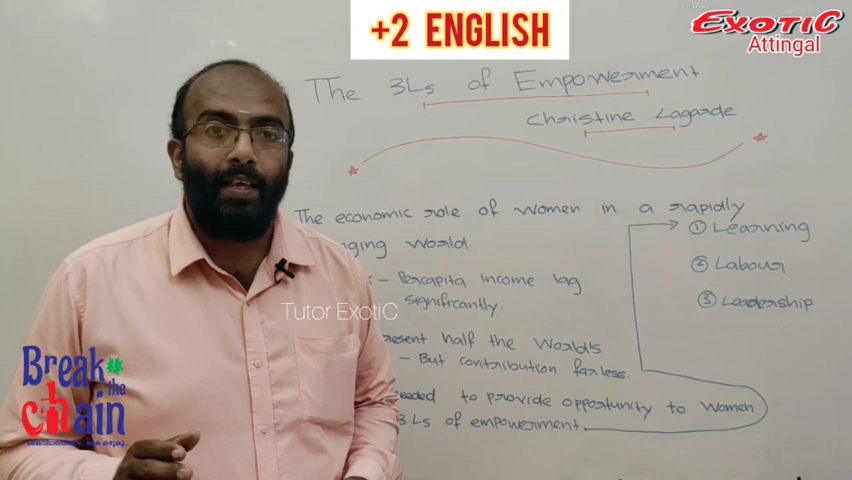 +2 ENGLISH
EXOTIC
Attingal
The 3Ls of Empowerment
Christine Lagarde
The economic role of women in a rapidly
nging world
- Percapita income lag
significantly
resent half the World's
- But contribution far less.
eeded to provide opportunity to Women
3Ls of empowerment
① Learning
② Labour
③ Leadership
Tutor ExotiC
Break
the
chain